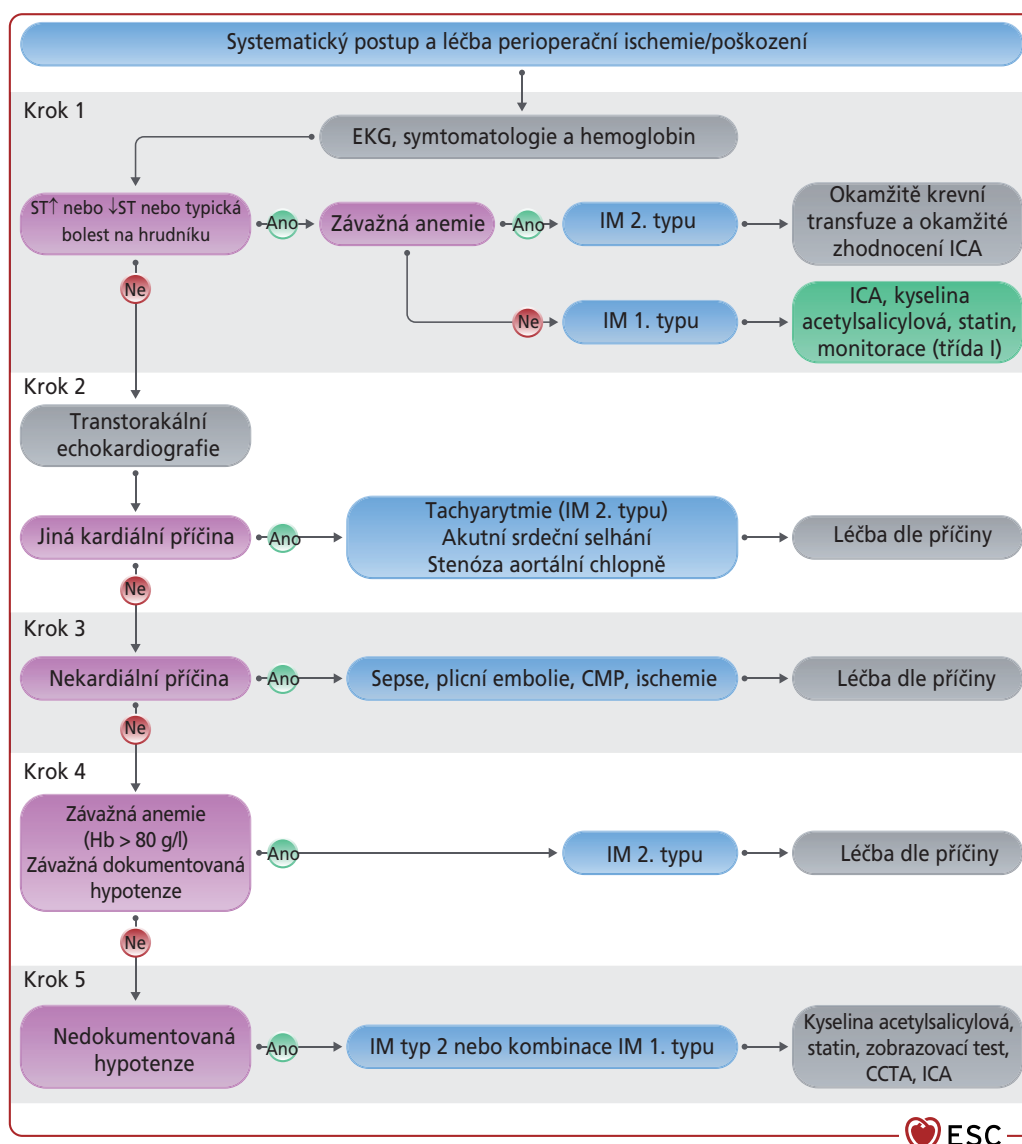 Systematický postup a léčba perioperační ischemie/poškození
Krok 1
EKG, symtomatologie a hemoglobin
ST↑ nebo ↓ST nebo typická
bolest na hrudníku
Ano
Závažná anemie
Ano
IM 2. typu
Okamžitě krevní
transfuze a okamžité
zhodnocení ICA
Ne
Ne
IM 1. typu
ICA, kyselina
acetylsalicylová, statin,
monitorace (třída I)
Krok 2
Transtorakální
echokardiografie
Jiná kardiální příčina
Ano
Tachyarytmie (IM 2. typu)
Akutní srdeční selhání
Stenóza aortální chlopně
Léčba dle příčiny
Ne
Krok 3
Nekardiální příčina
Ano
Sepse, plicní embolie, CMP, ischemie
Léčba dle příčiny
Ne
Krok 4
Závažná anemie
(Hb > 80 g/l)
Závažná dokumentovaná
hypotenze
Ano
IM 2. typu
Léčba dle příčiny
Ne
Krok 5
Nedokumentovaná
hypotenze
Ano
IM typ 2 nebo kombinace IM 1. typu
Kyselina acetylsalicylová,
statin, zobrazovací test,
CCTA, ICA
ESC